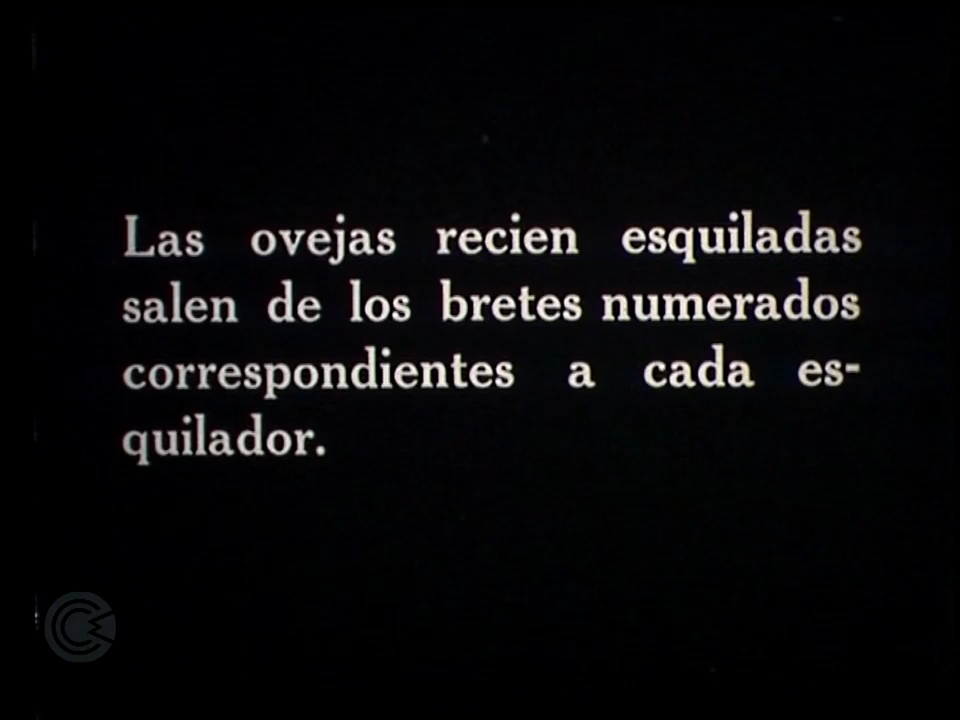 Las ovejas recien esquiladas
salen de los bretes numerados
correspondientes a cada es-
quilador.